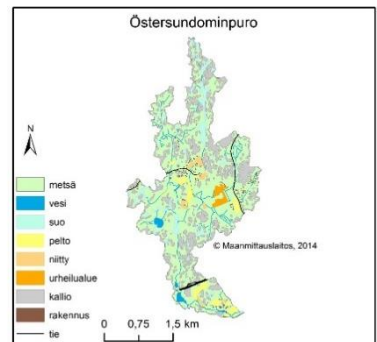 Östersundominpuro
N
metsä
vesi
suo
pelto
niitty
urheilualue
kallio
rakennus
tie
© Maanmittauslaitos, 2014
0 0,75 1,5 km